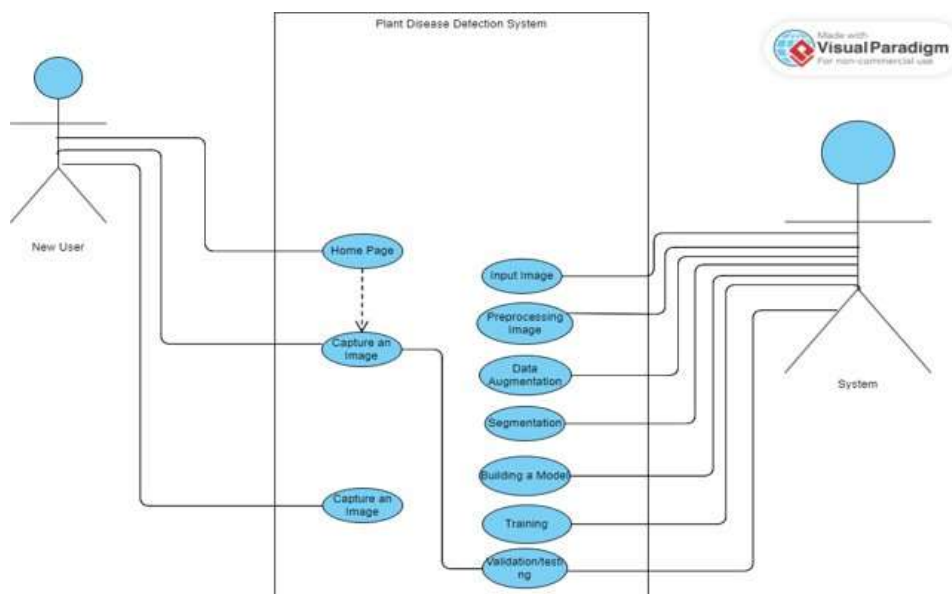 Plant Disease Detection System
Made with
Visual Paradigm
For non-commercial use
New User
Home Page
Capture an
Image
Capture an
Image
Input Image
Preprocessing
Image
Data
Augmentation
Segmentation
Building a Model
Training
Validation/testi
ng
System